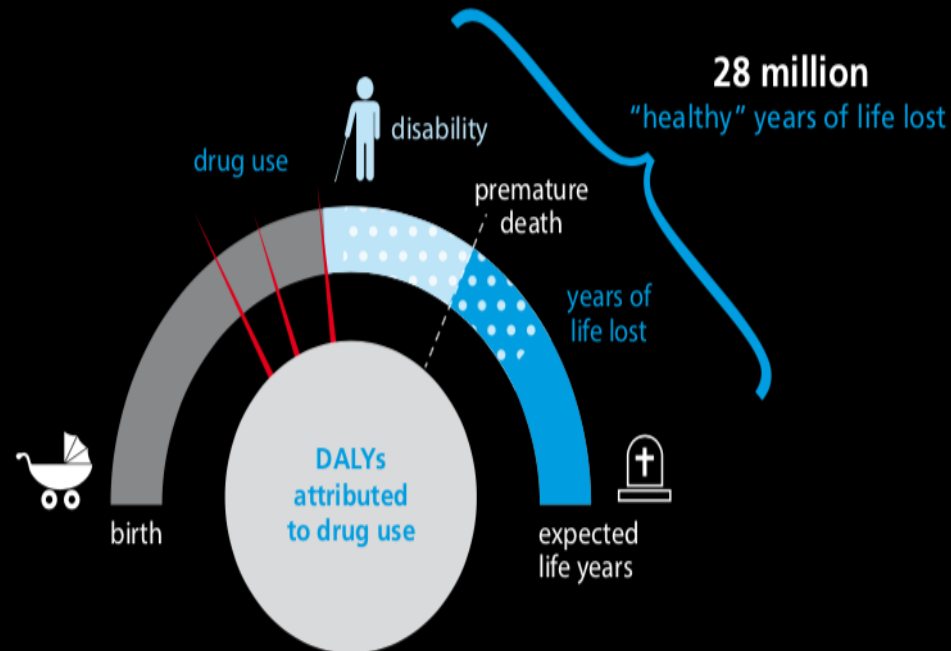 28 million
“healthy” years of life lost
disability
drug use
premature
death
years of
life lost
DALYs
attributed
to drug use
birth
expected
life years